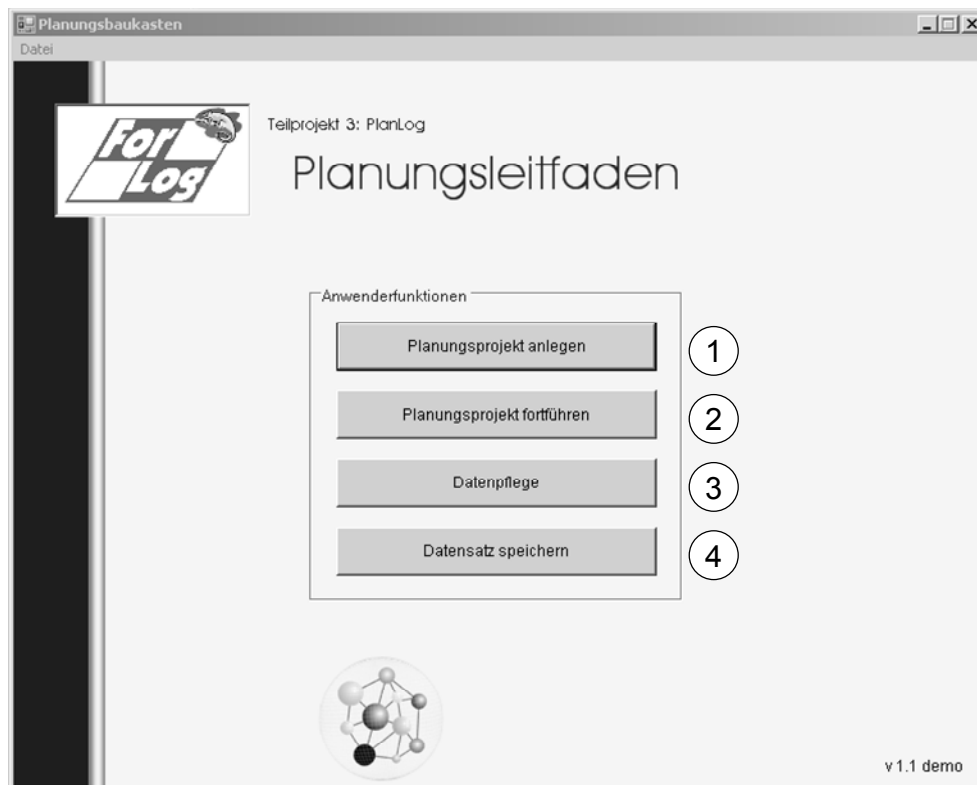 Planungsbaukasten
Datei
For
Log
Teilprojekt 3: PlanLog
Planungsleitfaden
Anwenderfunktionen
Planungsprojekt anlegen
1
Planungsprojekt fortführen
2
Datenpflege
3
Datensatz speichern
4
v 1.1 demo